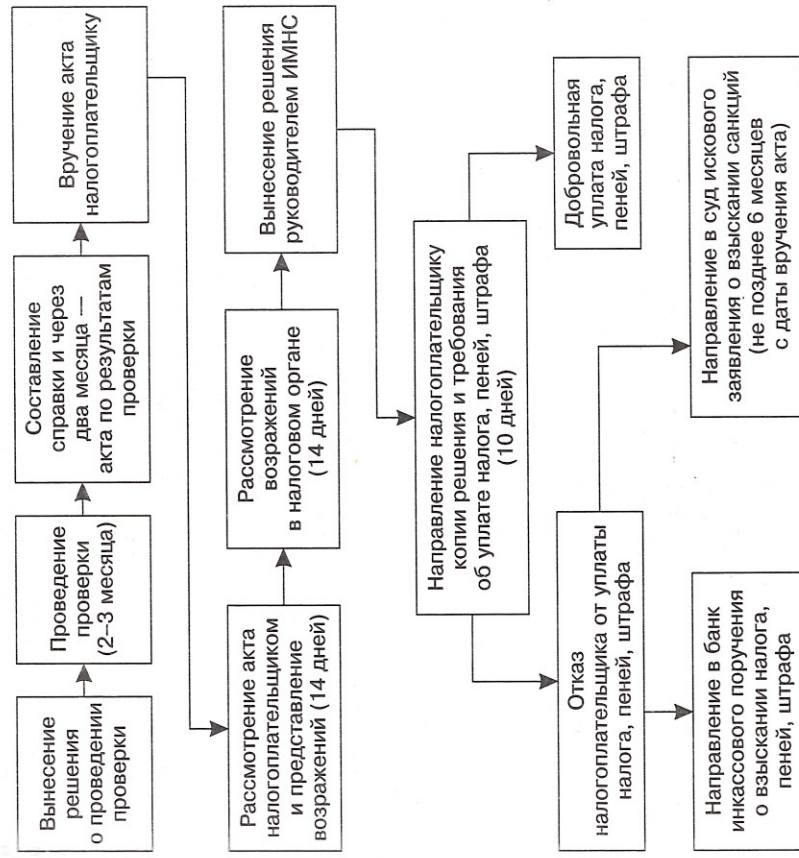 Вынесение
решения
о проведении
проверки
Проведение
проверки
(2–3 месяца)
Составление
справки и через
два месяца —
акта по результатам
проверки
Вручение акта
налогоплательщику
Рассмотрение акта
налогоплательщиком
и представление
возражений (14 дней)
Рассмотрение
возражений
в налоговом органе
(14 дней)
Вынесение решения
руководителем ИМНС
Направление налогоплательщику
копии решения и требования
об уплате налога, пеней, штрафа
(10 дней)
Отказ
налогоплательщика от уплаты
налога, пеней, штрафа
Добровольная
уплата налога,
пеней, штрафа
Направление в банк
инкассового поручения
о взыскании налога,
пеней, штрафа
Направление в суд искового
заявления о взыскании санкций
(не позднее 6 месяцев
с даты вручения акта)